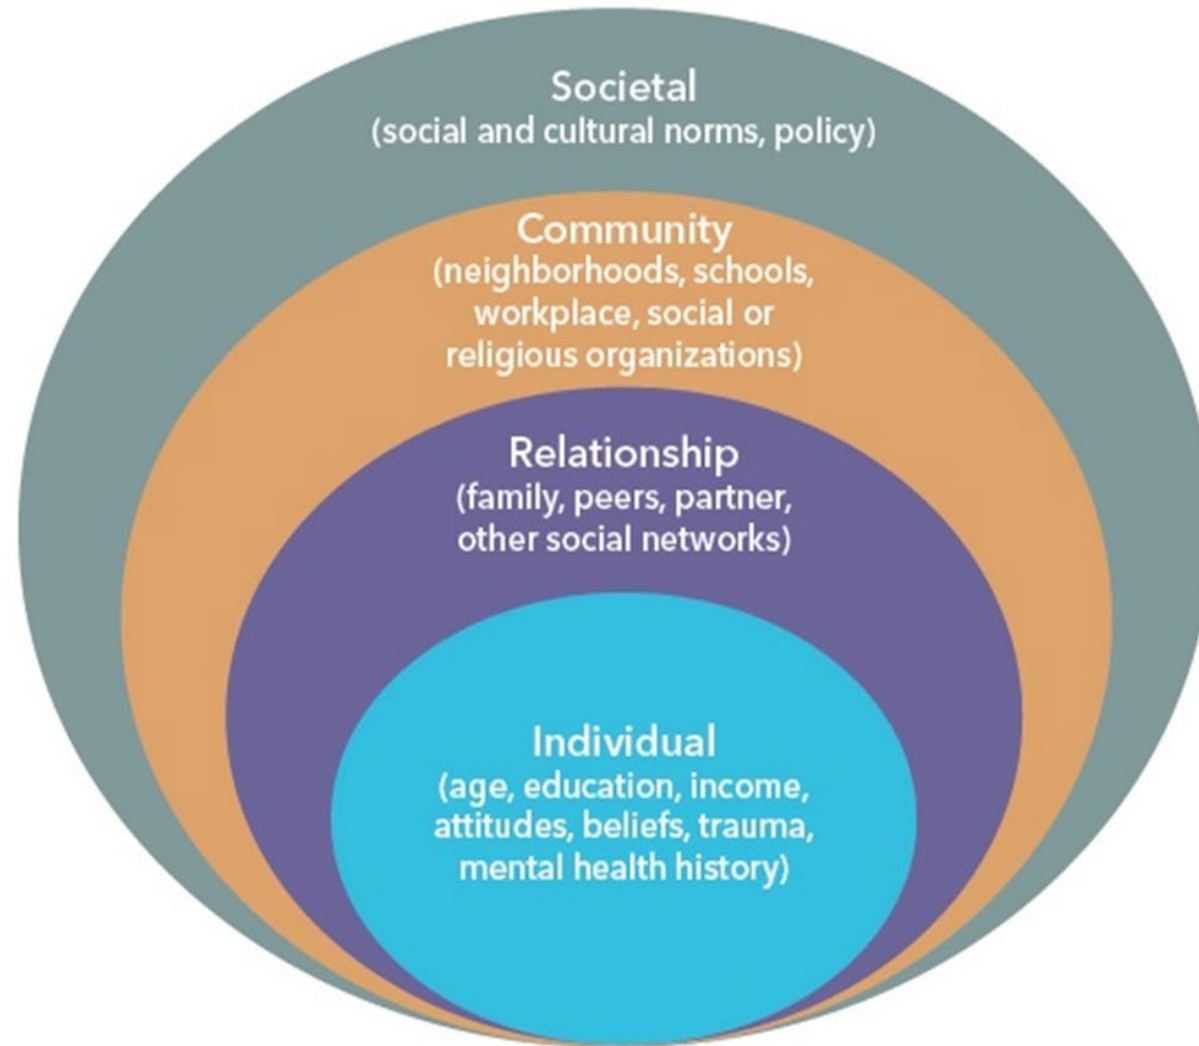 Societal
(social and cultural norms, policy)
Community
(neighborhoods, schools,
workplace, social or
religious organizations)
Relationship
(family, peers, partner,
other social networks)
Individual
(age, education, income,
attitudes, beliefs, trauma,
mental health history)